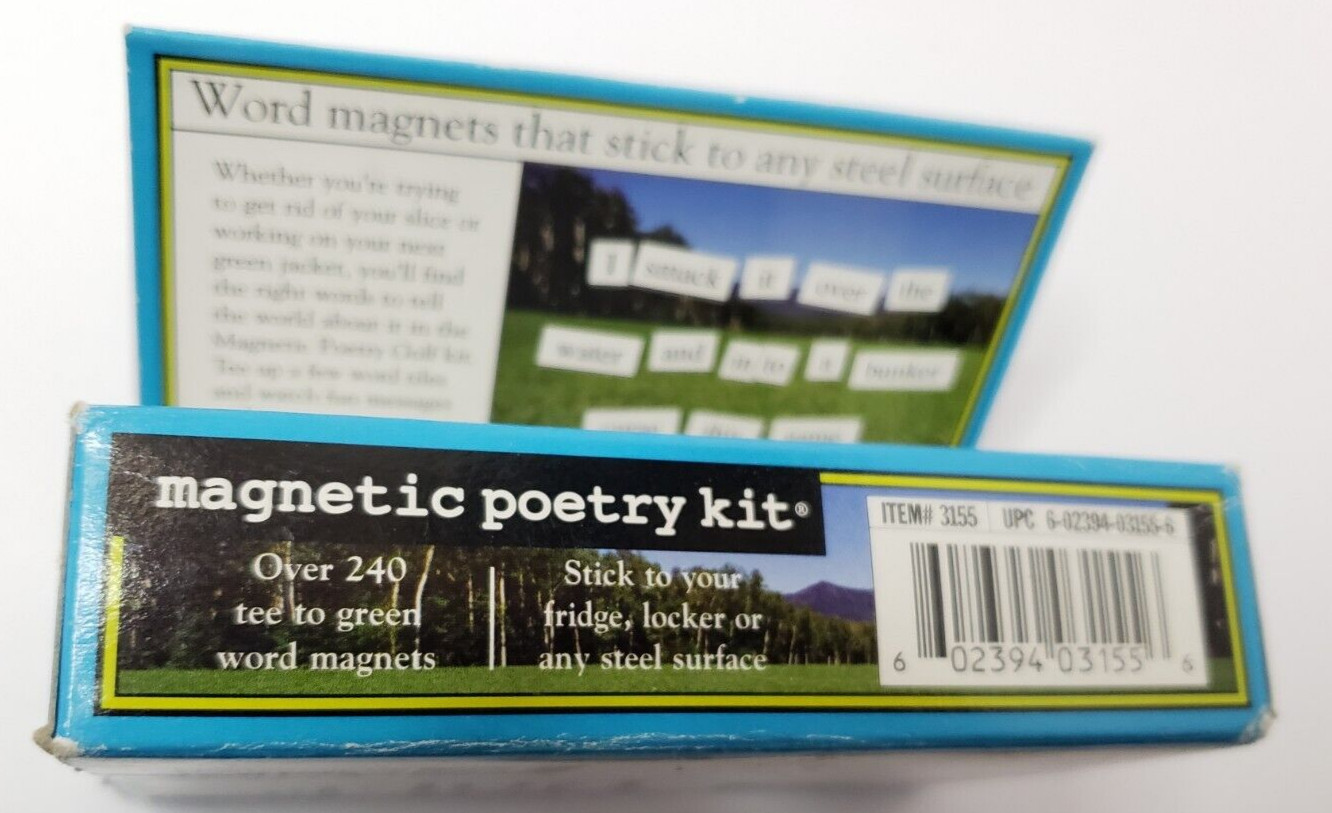 Word magnets that stick to any steel surface
Whether you're trying
to get rid of your slice or
working on your next
green jacket, you'll find
the right words to tell
the world about it in the
Magnetic Poetry Golf kit.
Tee up a few word tiles
and watch fun messages
I smack it over the
water and in to a bunker
magnetic poetry kit®
Over 240
tee to green
word magnets
Stick to your
fridge, locker or
any steel surface
ITEM# 3155 UPC 6-02394-03155-6
6 02394 03155 6